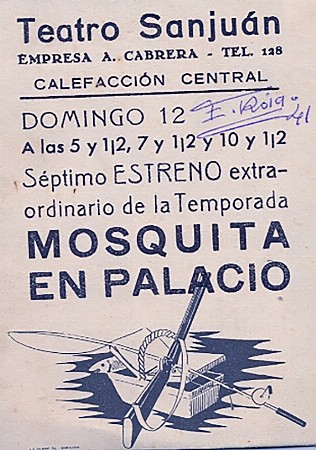 Teatro Sanjuán
EMPRESA A. CABRERA - TEL. 128
CALEFACCIÓN CENTRAL
DOMINGO 12
A las 5 y 1|2, 7 y 1|2 y 10 y 1|2
Séptimo ESTRENO extra-
ordinario de la Temporada
MOSQUITA
EN PALACIO